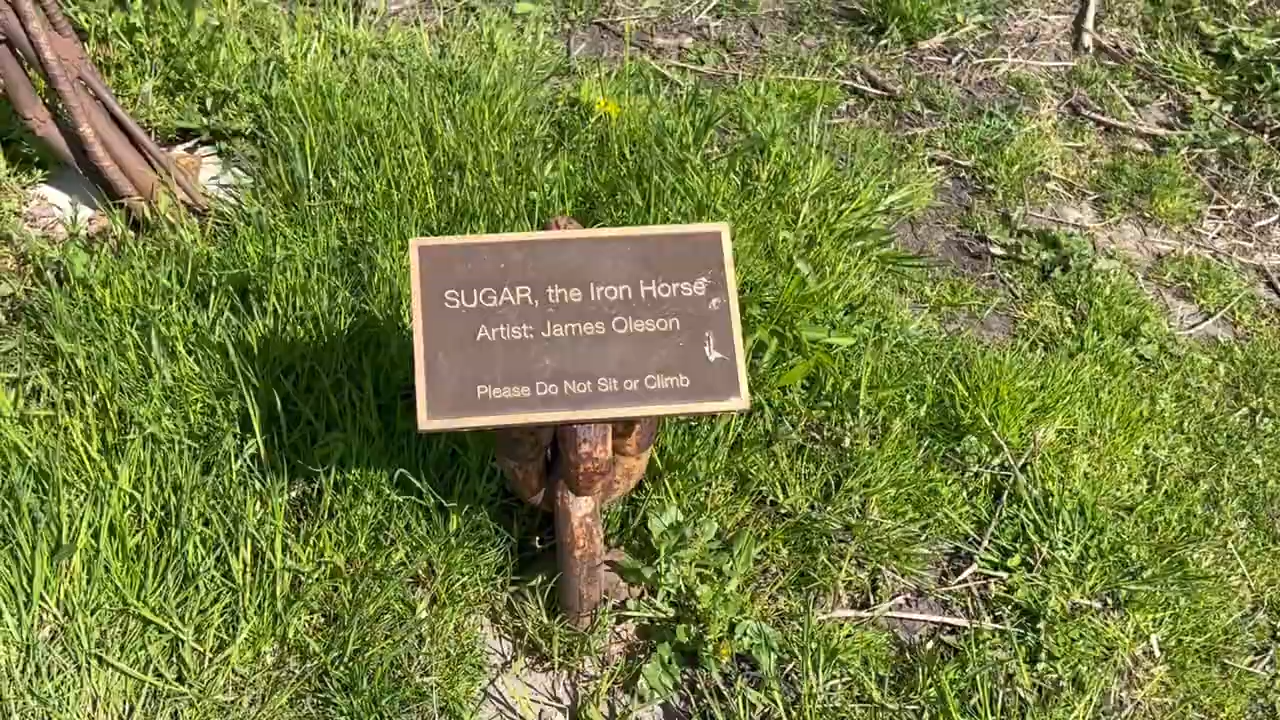 SUGAR, the Iron Horse
Artist: James Oleson
Please Do Not Sit or Climb